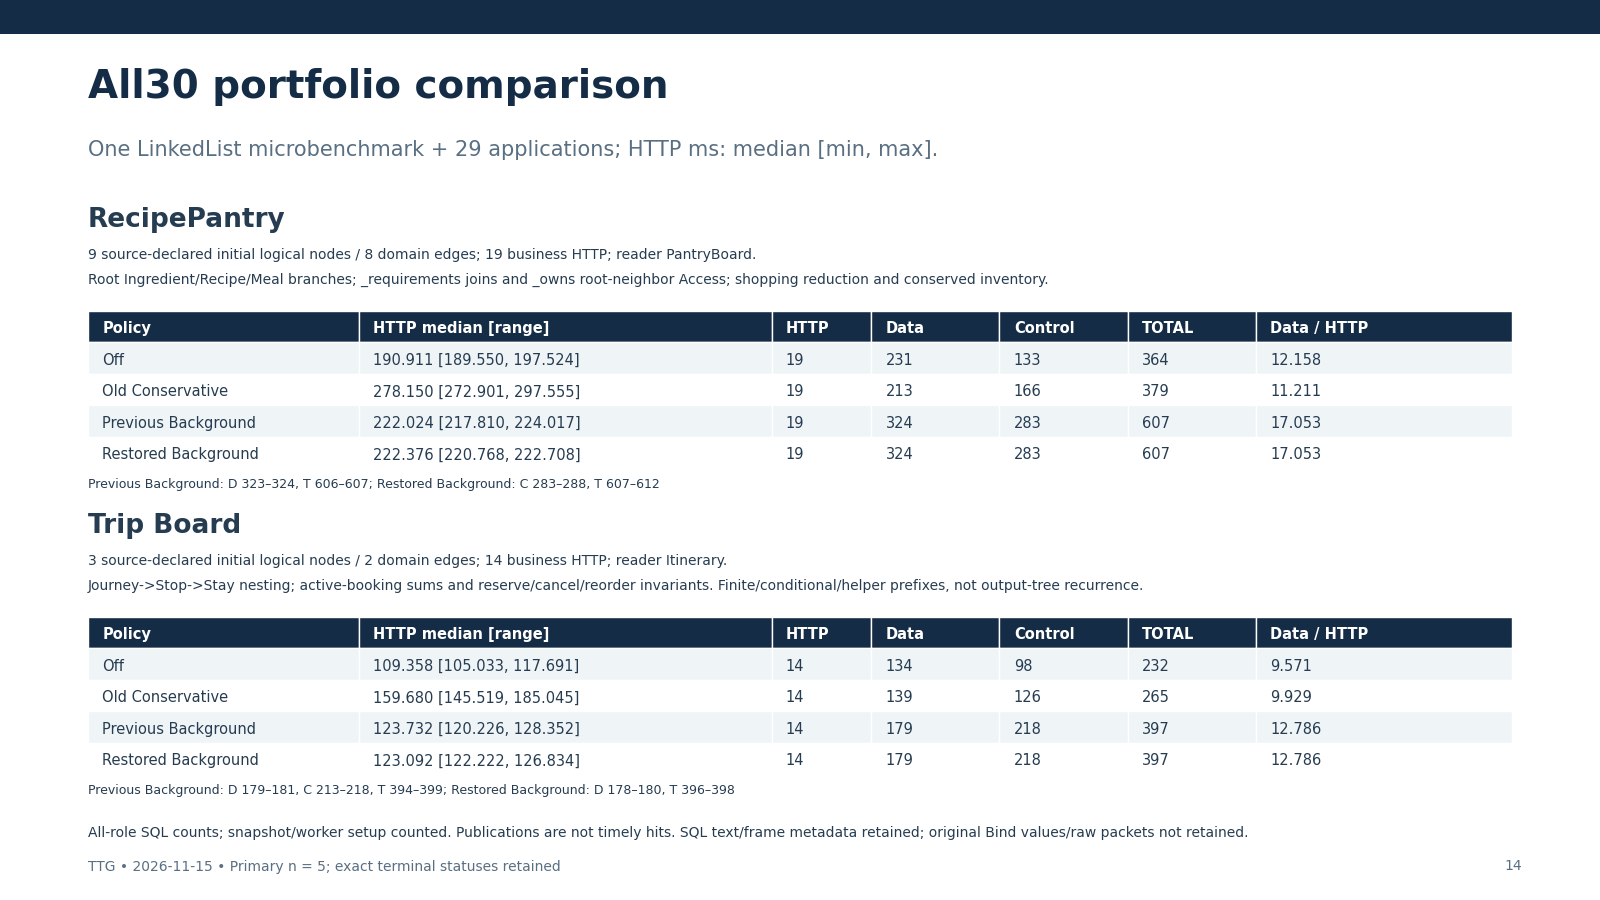 All30 portfolio comparison
One LinkedList microbenchmark + 29 applications; HTTP ms: median [min, max].
RecipePantry
9 source-declared initial logical nodes / 8 domain edges; 19 business HTTP; reader PantryBoard.
Root Ingredient/Recipe/Meal branches; _requirements joins and _owns root-neighbor Access; shopping reduction and conserved inventory.
Policy HTTP median [range] HTTP Data Control TOTAL Data / HTTP
Off 190.911 [189.550, 197.524] 19 231 133 364 12.158
Old Conservative 278.150 [272.901, 297.555] 19 213 166 379 11.211
Previous Background 222.024 [217.810, 224.017] 19 324 283 607 17.053
Restored Background 222.376 [220.768, 222.708] 19 324 283 607 17.053
Previous Background: D 323–324, T 606–607; Restored Background: C 283–288, T 607–612
Trip Board
3 source-declared initial logical nodes / 2 domain edges; 14 business HTTP; reader Itinerary.
Journey->Stop->Stay nesting; active-booking sums and reserve/cancel/reorder invariants. Finite/conditional/helper prefixes, not output-tree recurrence.
Policy HTTP median [range] HTTP Data Control TOTAL Data / HTTP
Off 109.358 [105.033, 117.691] 14 134 98 232 9.571
Old Conservative 159.680 [145.519, 185.045] 14 139 126 265 9.929
Previous Background 123.732 [120.226, 128.352] 14 179 218 397 12.786
Restored Background 123.092 [122.222, 126.834] 14 179 218 397 12.786
Previous Background: D 179–181, C 213–218, T 394–399; Restored Background: D 178–180, T 396–398
All-role SQL counts; snapshot/worker setup counted. Publications are not timely hits. SQL text/frame metadata retained; original Bind values/raw packets not retained.
TTG • 2026-11-15 • Primary n = 5; exact terminal statuses retained
14